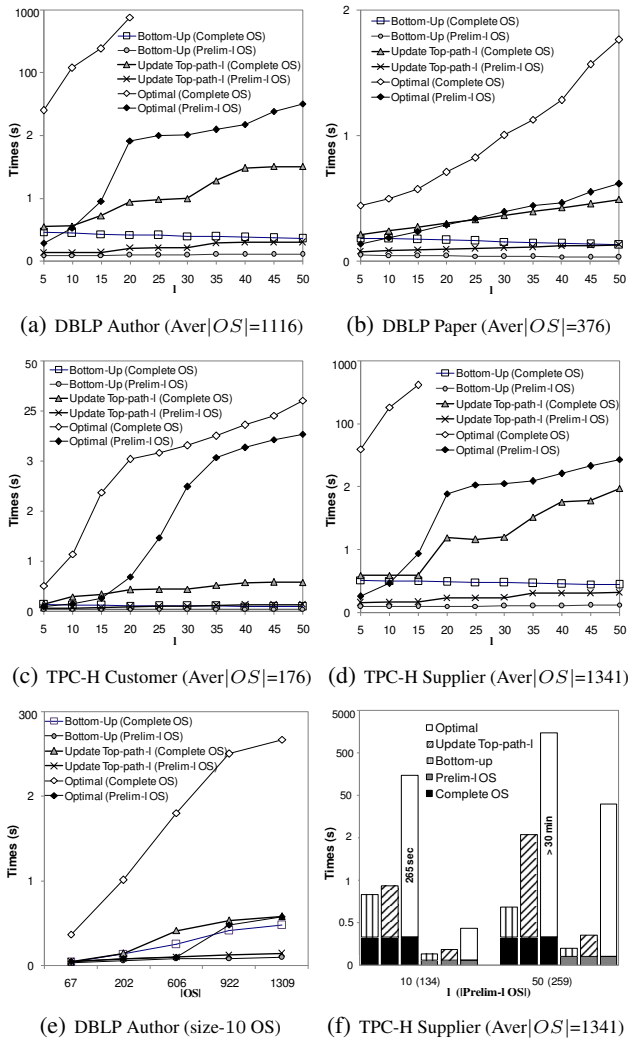 1000
100
2
1
0
Times (s)
Bottom-Up (Complete OS)
Bottom-Up (Prelim-l OS)
Update Top-path-l (Complete OS)
Update Top-path-l (Prelim-l OS)
Optimal (Complete OS)
Optimal (Prelim-l OS)
5 10 15 20 25 30 35 40 45 50
l
(a) DBLP Author (Aver|OS|=1116)
2
1
0
Times (s)
Bottom-Up (Complete OS)
Bottom-Up (Prelim-l OS)
Update Top-path-l (Complete OS)
Update Top-path-l (Prelim-l OS)
Optimal (Complete OS)
Optimal (Prelim-l OS)
5 10 15 20 25 30 35 40 45 50
l
(b) DBLP Paper (Aver|OS|=376)
50
25
3
1
0
Times (s)
Bottom-Up (Complete OS)
Bottom-Up (Prelim-l OS)
Update Top-path-l (Complete OS)
Update Top-path-l (Prelim-l OS)
Optimal (Complete OS)
Optimal (Prelim-l OS)
5 10 15 20 25 30 35 40 45 50
l
(c) TPC-H Customer (Aver|OS|=176)
1000
100
2
1
0
Times (s)
Bottom-Up (Complete OS)
Bottom-Up (Prelim-l OS)
Update Top-path-l (Complete OS)
Update Top-path-l (Prelim-l OS)
Optimal (Complete OS)
Optimal (Prelim-l OS)
5 10 15 20 25 30 35 40 45 50
l
(d) TPC-H Supplier (Aver|OS|=1341)
300
2
1
0
Times (s)
Bottom-Up (Complete OS)
Bottom-Up (Prelim-l OS)
Update Top-path-l (Complete OS)
Update Top-path-l (Prelim-l OS)
Optimal (Complete OS)
Optimal (Prelim-l OS)
67 202 606 922 1309
|OS|
(e) DBLP Author (size-10 OS)
5000
500
50
2
1
0.5
0
Times (s)
Optimal
Update Top-path-l
Bottom-up
Prelim-l OS
Complete OS
265 sec
> 30 min
10 (134) 50 (259)
l (|Prelim-l OS|)
(f) TPC-H Supplier (Aver|OS|=1341)